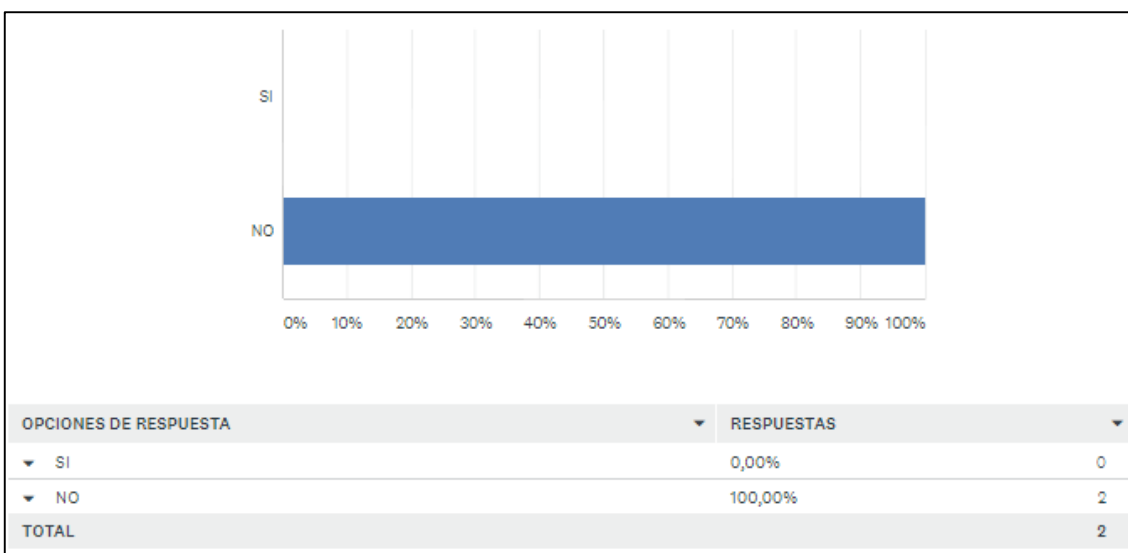 SI
NO
0% 10% 20% 30% 40% 50% 60% 70% 80% 90% 100%
OPCIONES DE RESPUESTA RESPUESTAS
SI 0,00% 0
NO 100,00% 2
TOTAL 2